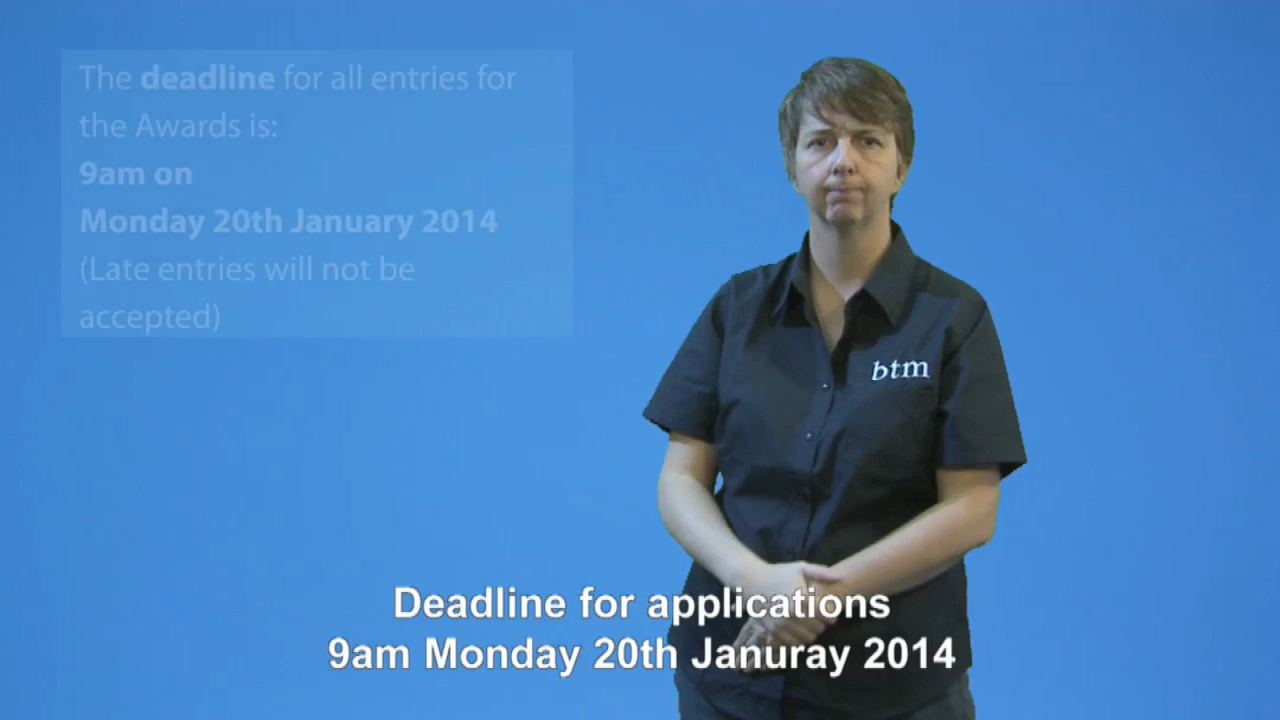 The deadline for all entries for
the Awards is:
9am on
Monday 20th January 2014
(Late entries will not be
accepted)
btm
Deadline for applications
9am Monday 20th Januray 2014